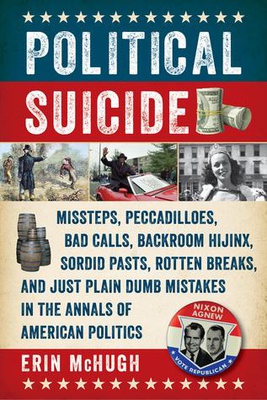 POLITICAL
SUICIDE
MISSTEPS, PECCADILLOES,
BAD CALLS, BACKROOM HIJINX,
SORDID PASTS, ROTTEN BREAKS,
AND JUST PLAIN DUMB MISTAKES
IN THE ANNALS OF
AMERICAN POLITICS
NIXON
AGNEW
VOTE REPUBLICAN
ERIN McHUGH